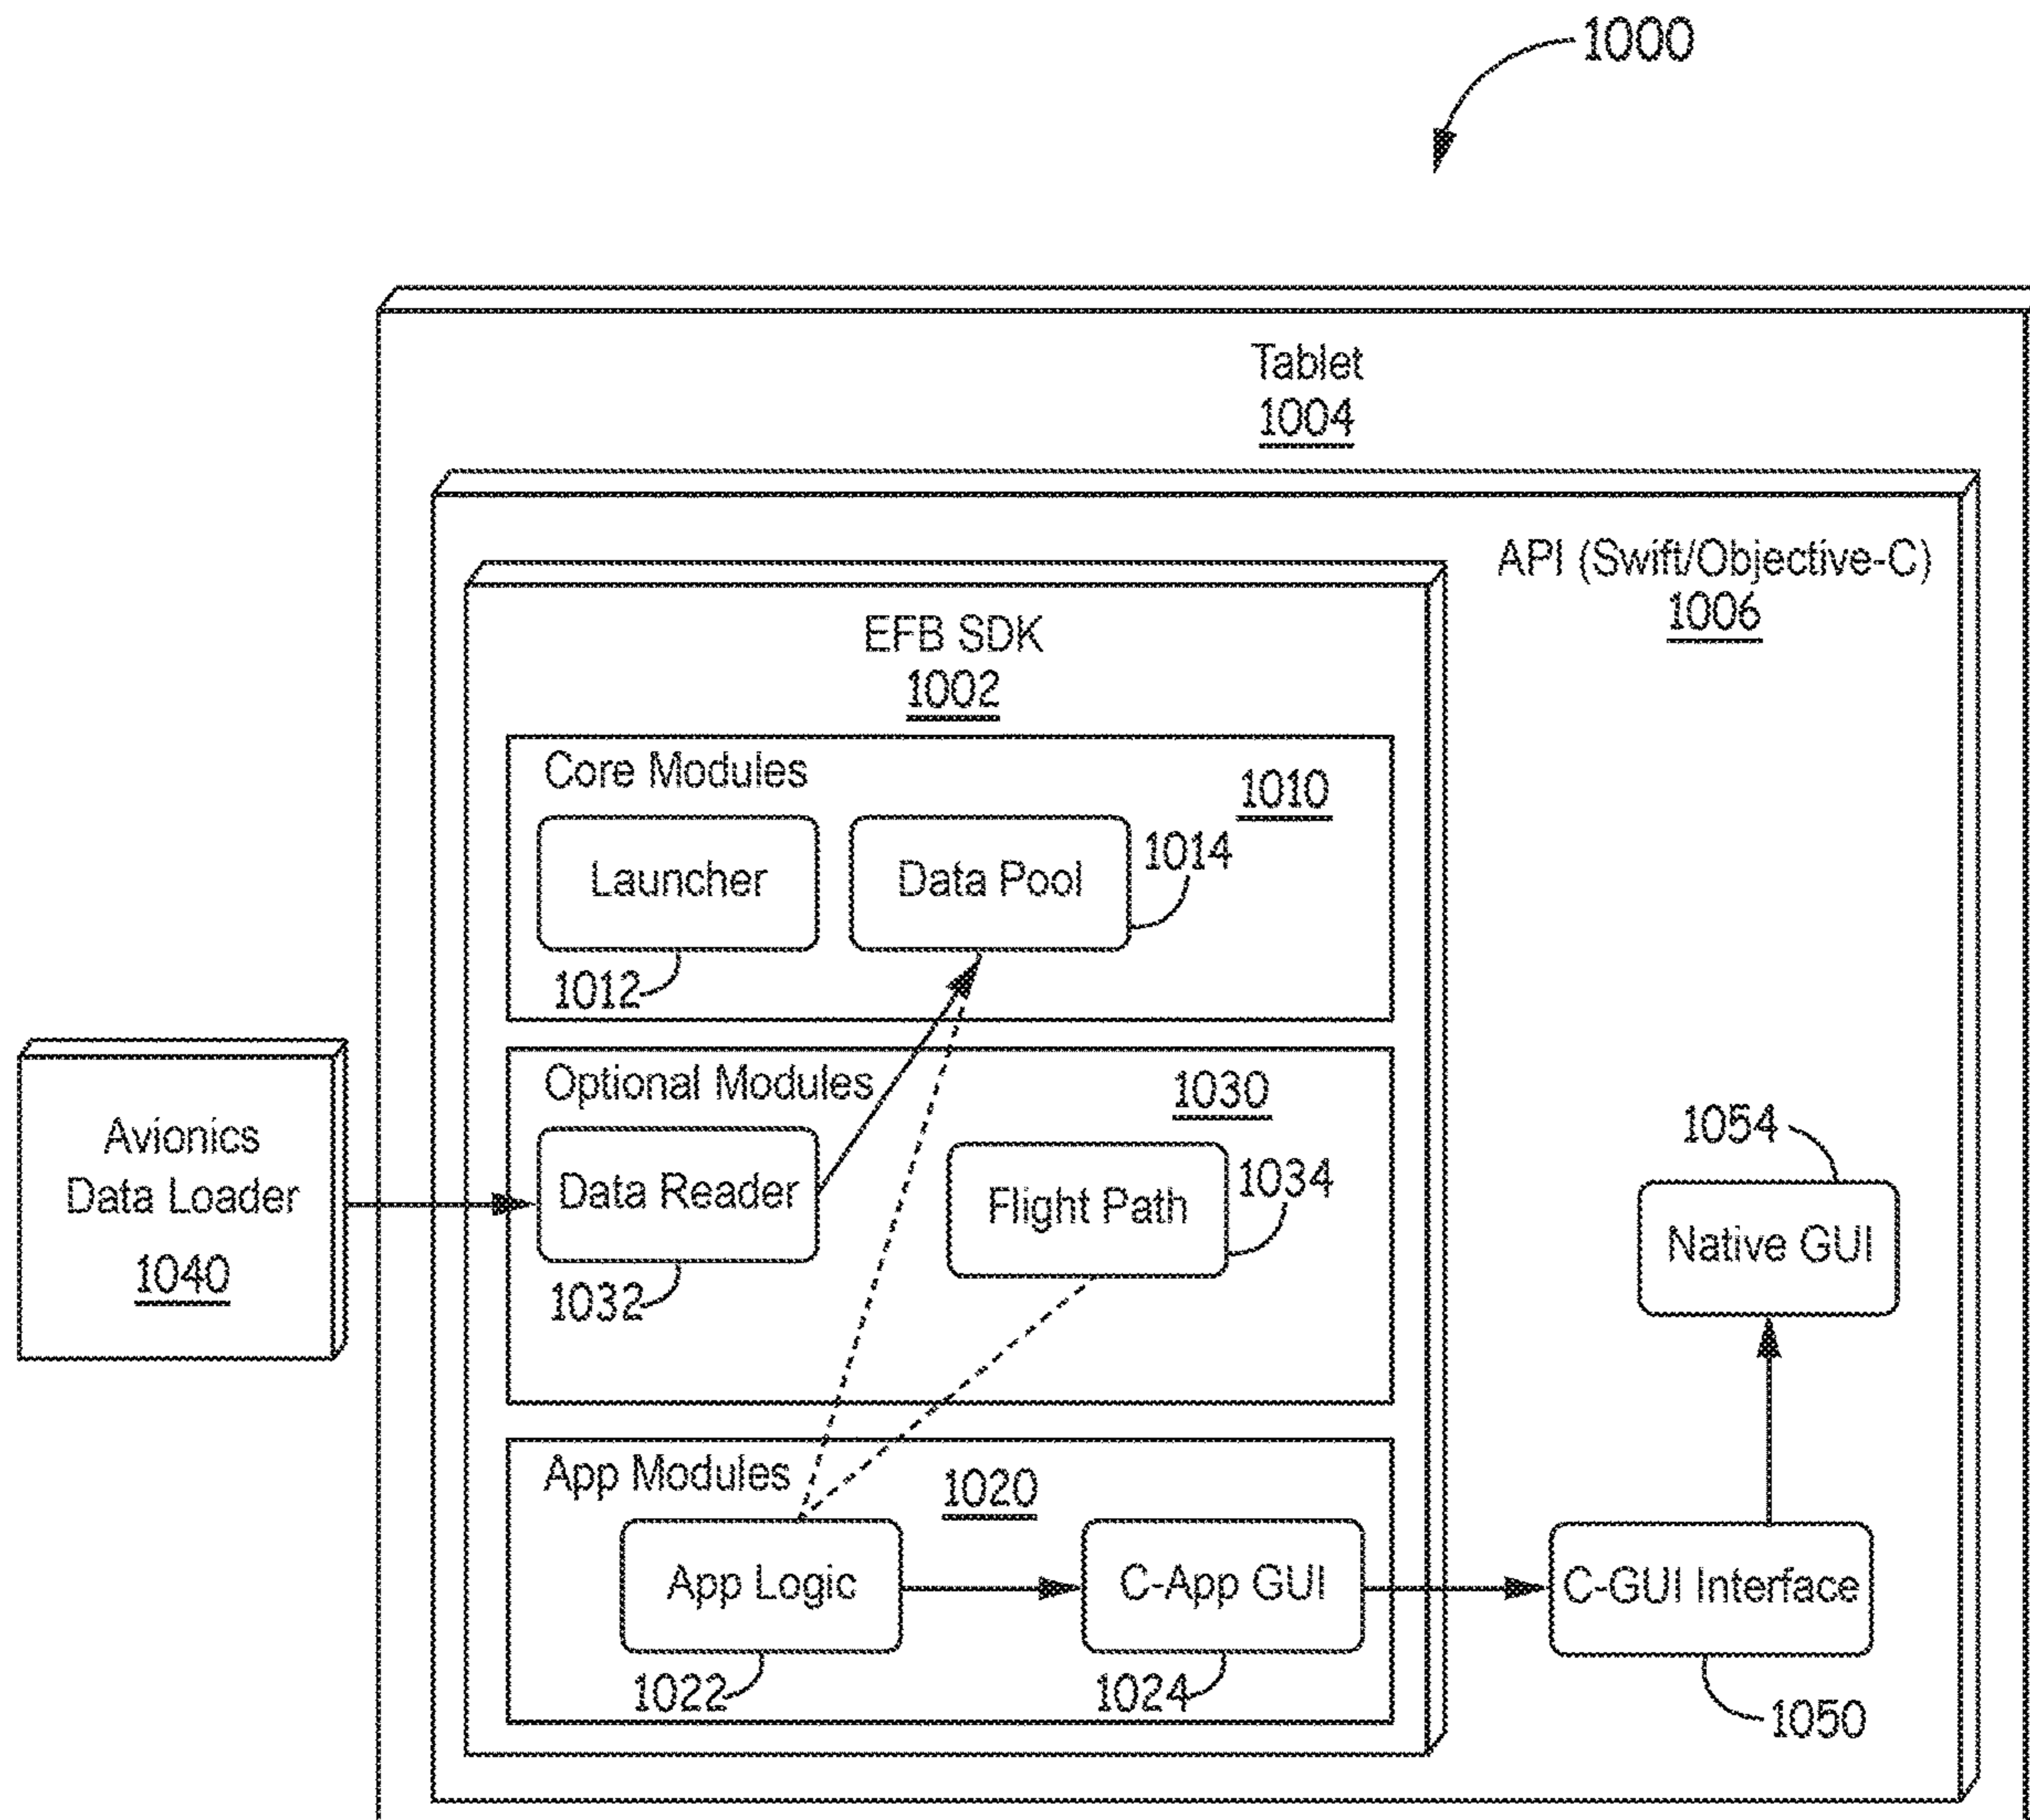 1000
Tablet
1004
API (Swift/Objective-C)
1006
EFB SDK
1002
Core Modules
1010
Launcher
Data Pool
1014
1012
Optional Modules
1030
Data Reader
Flight Path
1034
1032
Avionics
Data Loader
1040
1054
Native GUI
App Modules
1020
App Logic
C-App GUI
C-GUI Interface
1022
1024
1050